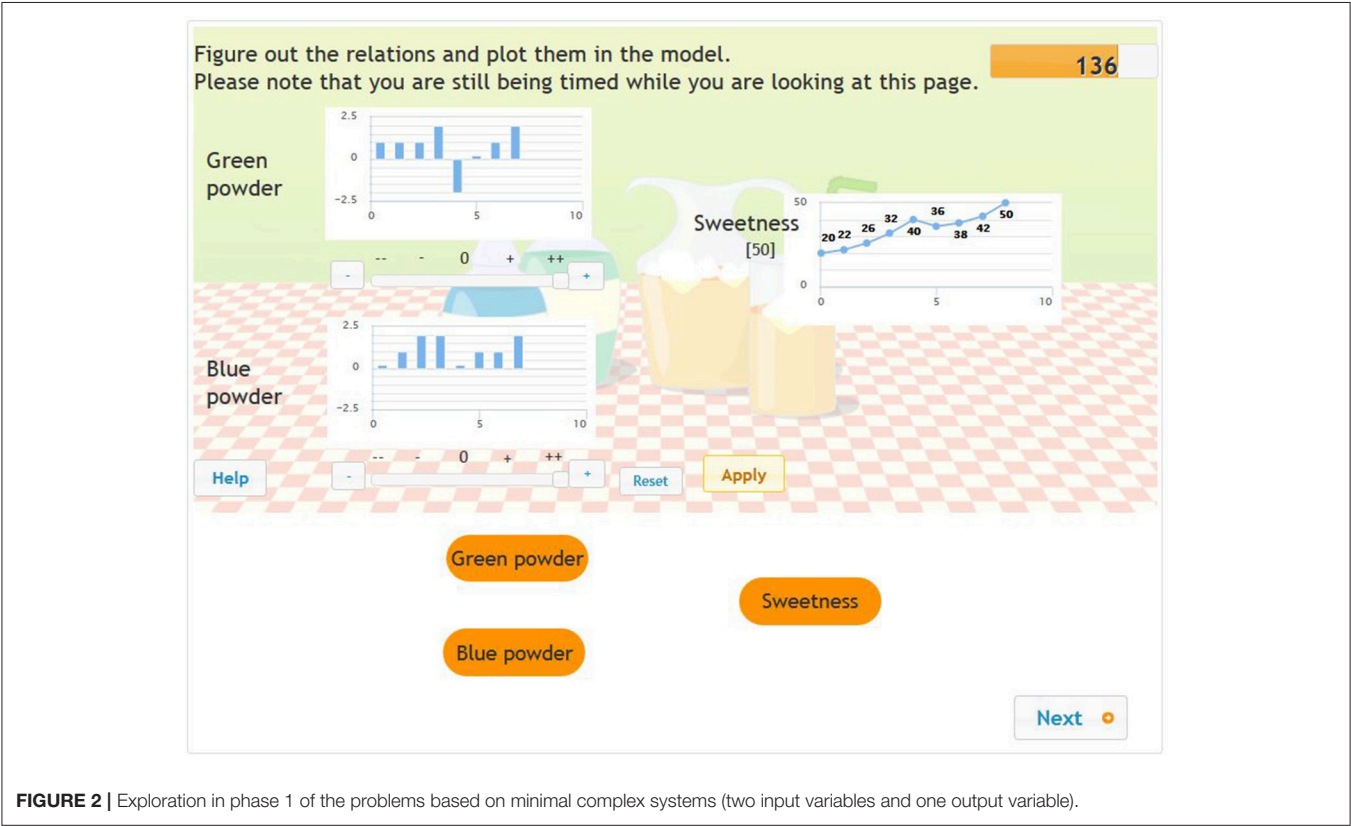 Figure out the relations and plot them in the model.
Please note that you are still being timed while you are looking at this page.
136
Green
powder
2.5
0
−2.5
0 5 10
-- - 0 + ++
- +
Sweetness
[50]
50
0
20 22 26 32 40 36 38 42 50
0 5 10
Blue
powder
2.5
0
−2.5
0 5 10
-- - 0 + ++
- +
Help
Reset
Apply
Green powder
Sweetness
Blue powder
Next
FIGURE 2 | Exploration in phase 1 of the problems based on minimal complex systems (two input variables and one output variable).